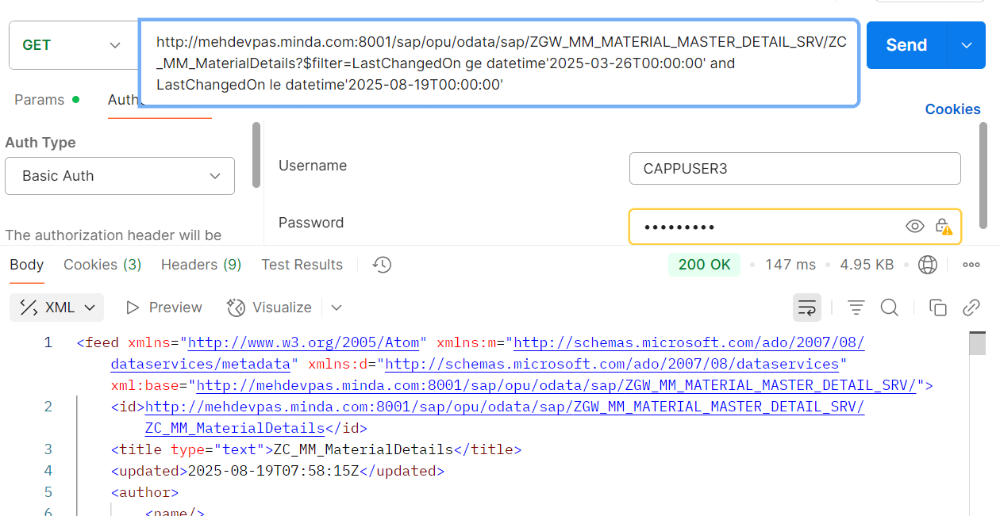 GET
http://mehdevpas.minda.com:8001/sap/opu/odata/sap/ZGW_MM_MATERIAL_MASTER_DETAIL_SRV/ZC
_MM_MaterialDetails?$filter=LastChangedOn ge datetime'2025-03-26T00:00:00' and
LastChangedOn le datetime'2025-08-19T00:00:00'
Send
Params
Auth
Cookies
Auth Type
Basic Auth
Username
CAPPUSER3
Password
•••••••••
The authorization header will be
Body Cookies (3) Headers (9) Test Results
200 OK • 147 ms • 4.95 KB •
XML Preview Visualize
1 <feed xmlns="http://www.w3.org/2005/Atom" xmlns:m="http://schemas.microsoft.com/ado/2007/08/
dataservices/metadata" xmlns:d="http://schemas.microsoft.com/ado/2007/08/dataservices"
xml:base="http://mehdevpas.minda.com:8001/sap/opu/odata/sap/ZGW_MM_MATERIAL_MASTER_DETAIL_SRV/">
2 <id>http://mehdevpas.minda.com:8001/sap/opu/odata/sap/ZGW_MM_MATERIAL_MASTER_DETAIL_SRV/
ZC_MM_MaterialDetails</id>
3 <title type="text">ZC_MM_MaterialDetails</title>
4 <updated>2025-08-19T07:58:15Z</updated>
5 <author>
6 <name/>